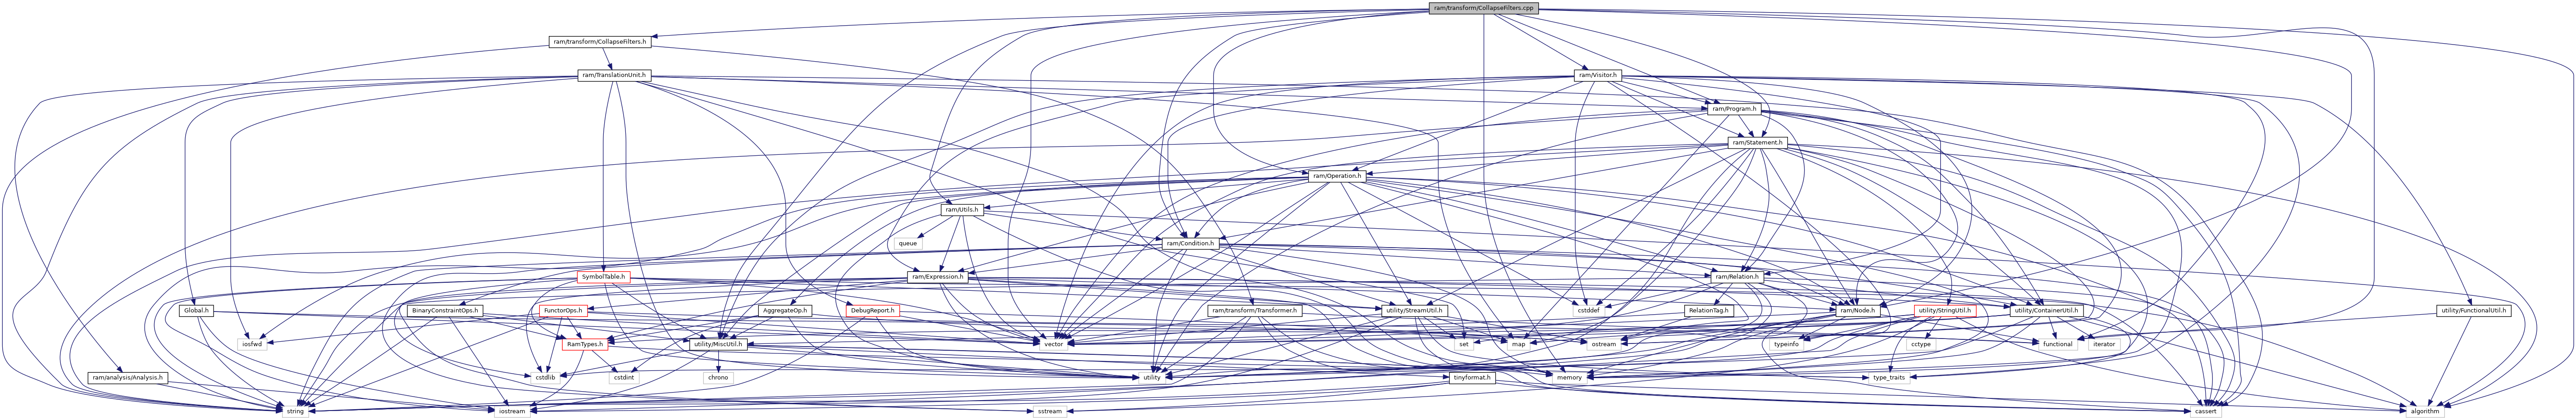 ram/transform/CollapseFilters.cpp
ram/transform/CollapseFilters.h
ram/TranslationUnit.h
ram/Visitor.h
ram/Program.h
ram/Statement.h
ram/Operation.h
ram/Utils.h
queue
ram/Condition.h
SymbolTable.h
ram/Expression.h
ram/Relation.h
Global.h
BinaryConstraintOps.h
FunctorOps.h
AggregateOp.h
DebugReport.h
ram/transform/Transformer.h
utility/StreamUtil.h
cstddef
RelationTag.h
ram/Node.h
utility/StringUtil.h
utility/ContainerUtil.h
utility/FunctionalUtil.h
iosfwd
RamTypes.h
utility/MiscUtil.h
vector
set
map
ostream
typeinfo
cctype
functional
iterator
ram/analysis/Analysis.h
cstdlib
cstdint
chrono
utility
tinyformat.h
memory
type_traits
string
iostream
sstream
cassert
algorithm